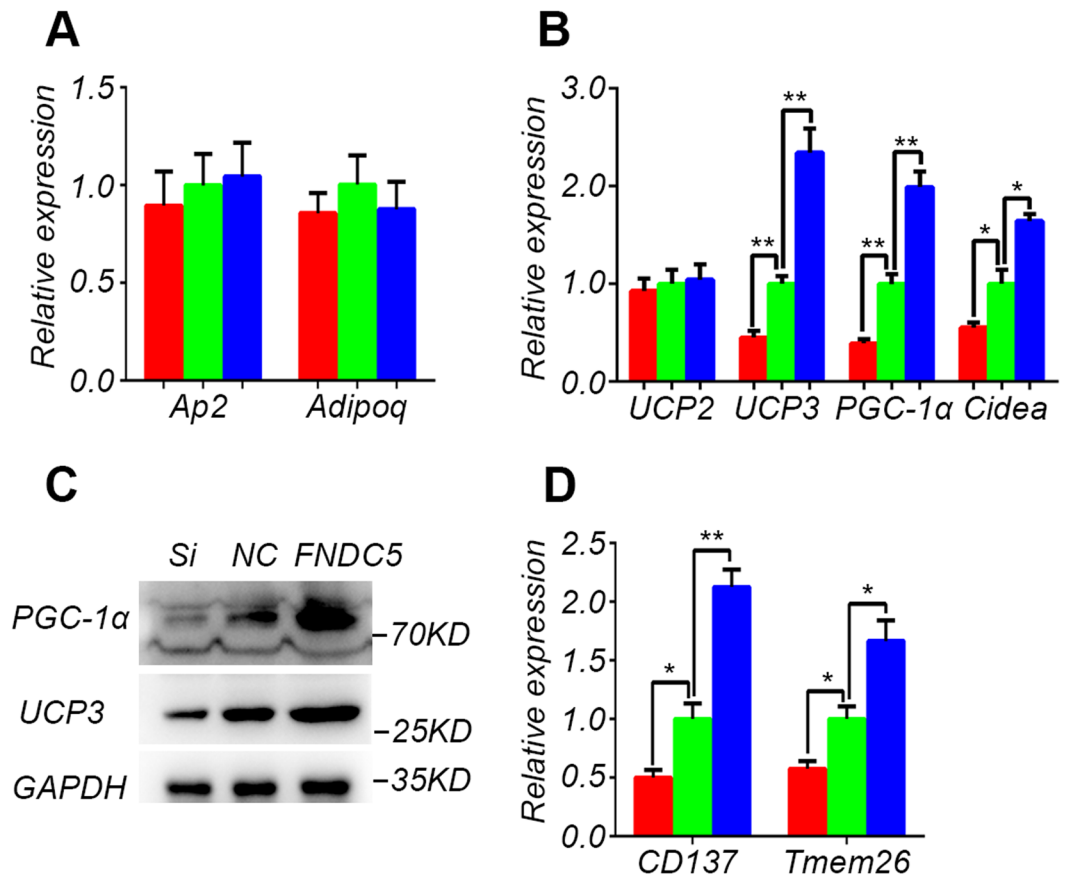 A
Relative expression
1.5
1.0
0.5
0.0
Ap2 Adipoq
B
Relative expression
3.0
2.0
1.0
0.0
** ** ** ** * *
UCP2 UCP3 PGC-1α Cidea
C
Si NC FNDC5
PGC-1α
–70KD
UCP3
–25KD
GAPDH
–35KD
D
Relative expression
2.5
2.0
1.5
1.0
0.5
0.0
* ** * *
CD137 Tmem26